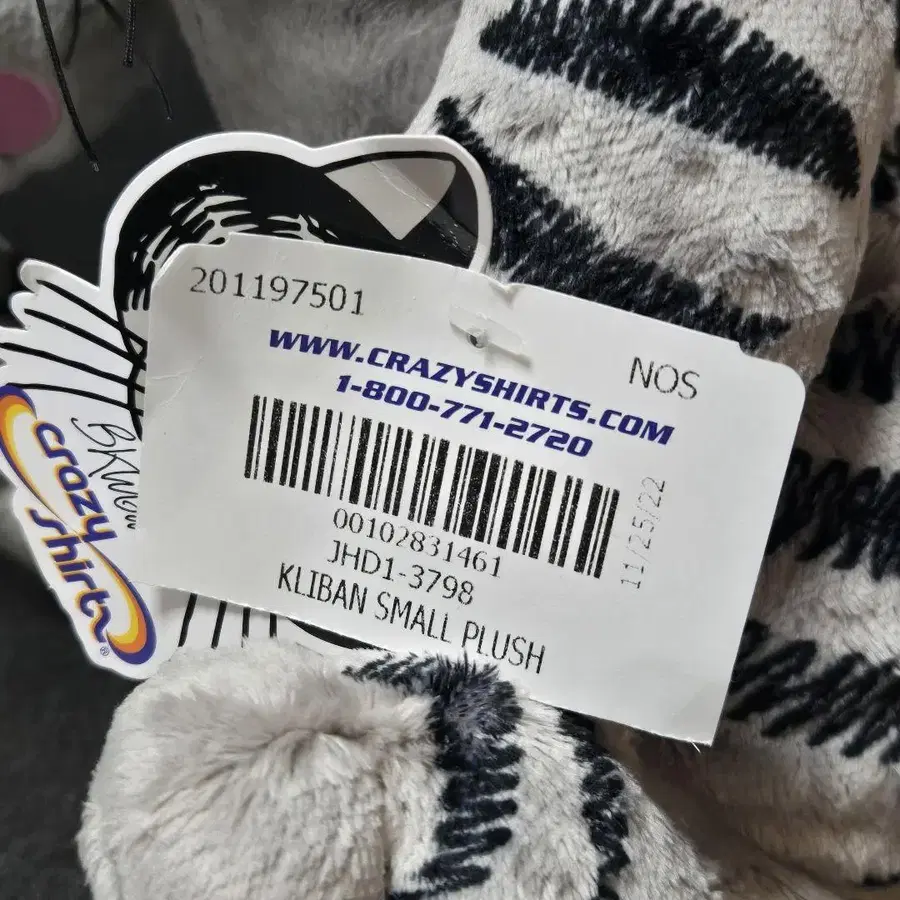 201197501
NOS
WWW.CRAZYSHIRTS.COM
1-800-771-2720
00102831461
JHD1-3798
KLIBAN SMALL PLUSH
11/25/22
crazy
shirts®